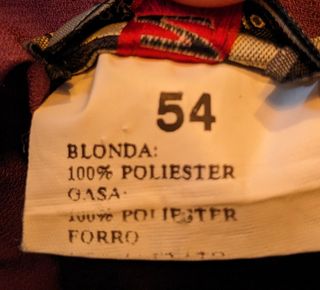 54
BLONDA:
100% POLIESTER
GASA:
100% POLIESTER
FORRO